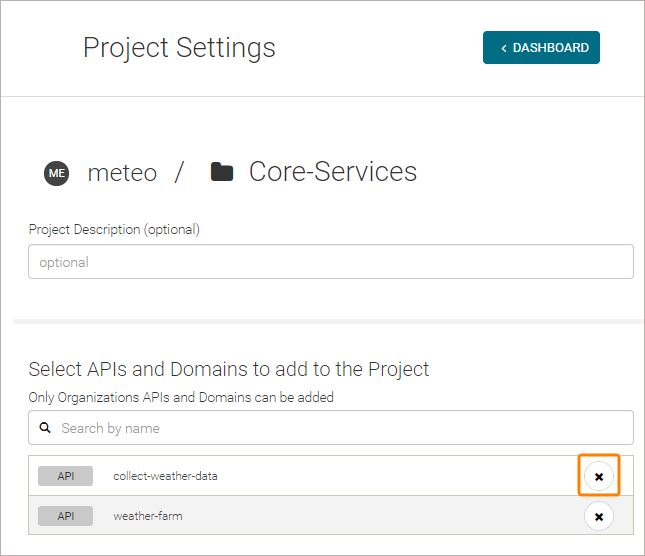 Project Settings
DASHBOARD
ME meteo / Core-Services
Project Description (optional)
optional
Select APIs and Domains to add to the Project
Only Organizations APIs and Domains can be added
Search by name
API collect-weather-data
API weather-farm